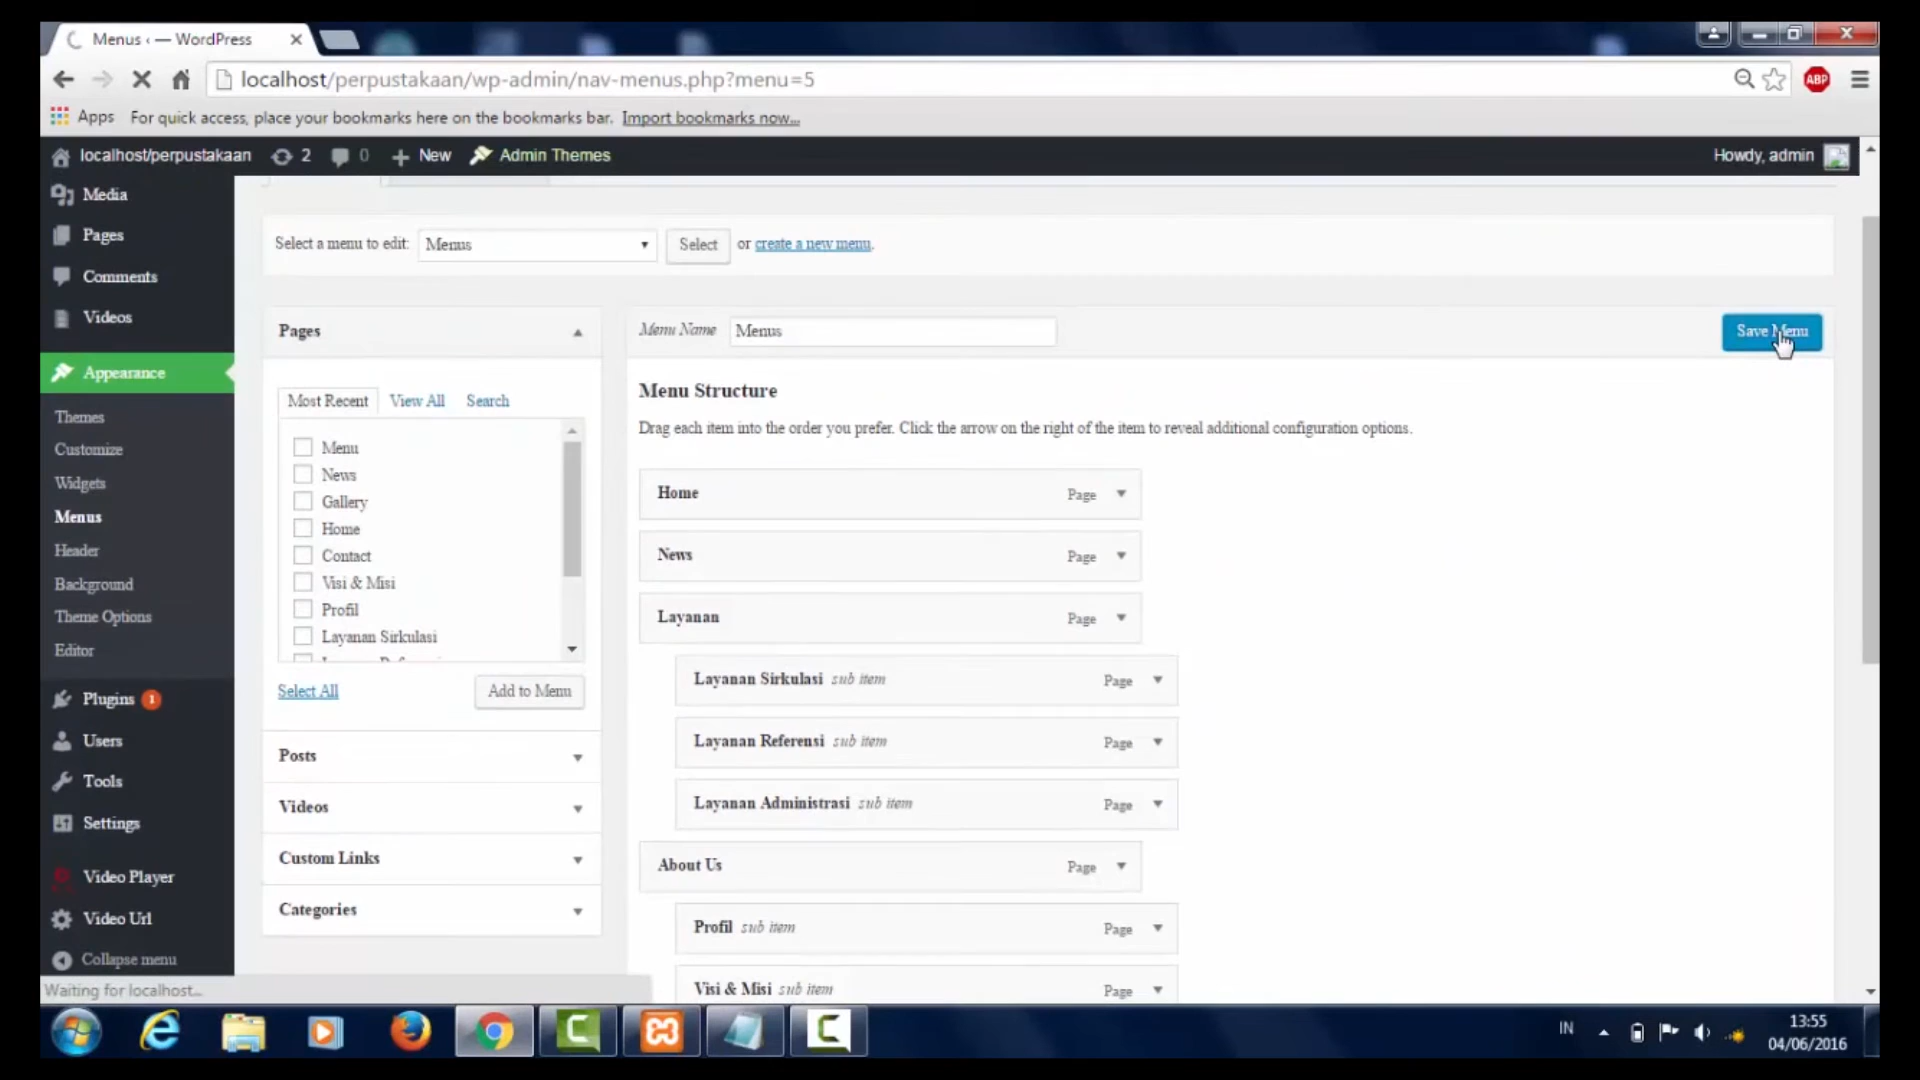 Menus ‹ — WordPress
localhost/perpustakaan/wp-admin/nav-menus.php?menu=5
ABP
Apps For quick access, place your bookmarks here on the bookmarks bar. Import bookmarks now...
localhost/perpustakaan 2 0 New Admin Themes Howdy, admin
Media
Pages
Comments
Videos
Appearance
Themes
Customize
Widgets
Menus
Header
Background
Theme Options
Editor
Plugins 1
Users
Tools
Settings
Video Player
Video Url
Collapse menu
Select a menu to edit: Menus Select or create a new menu.
Pages
Most Recent View All Search
Menu
News
Gallery
Home
Contact
Visi & Misi
Profil
Layanan Sirkulasi
Select All Add to Menu
Posts
Videos
Custom Links
Categories
Menu Name Menus Save Menu
Menu Structure
Drag each item into the order you prefer. Click the arrow on the right of the item to reveal additional configuration options.
Home Page
News Page
Layanan Page
Layanan Sirkulasi sub item Page
Layanan Referensi sub item Page
Layanan Administrasi sub item Page
About Us Page
Profil sub item Page
Visi & Misi sub item Page
Waiting for localhost...
IN
13:55
04/06/2016